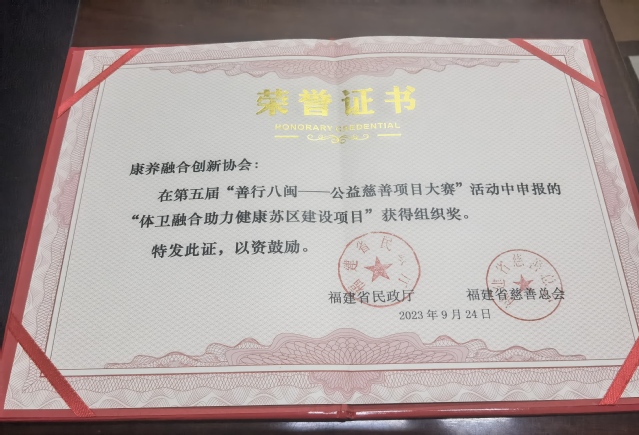 荣誉证书
HONORARY CREDENTIAL
康养融合创新协会：
在第五届“善行八闽——公益慈善项目大赛”活动中申报的
“体卫融合助力健康苏区建设项目”获得组织奖。
特发此证，以资鼓励。
福建省民政厅 福建省慈善总会
2023年9月24日